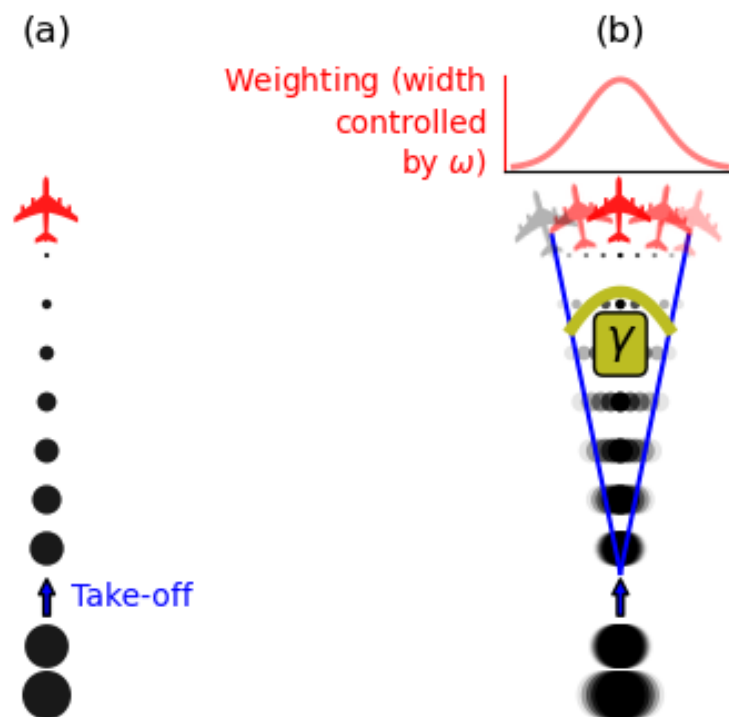 (a)
(b)
Weighting (width
controlled
by ω)
γ
Take-off